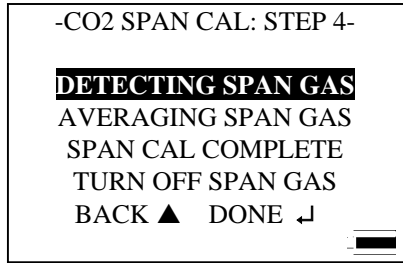 -CO2 SPAN CAL: STEP 4-
DETECTING SPAN GAS
AVERAGING SPAN GAS
SPAN CAL COMPLETE
TURN OFF SPAN GAS
BACK ▲ DONE ↵